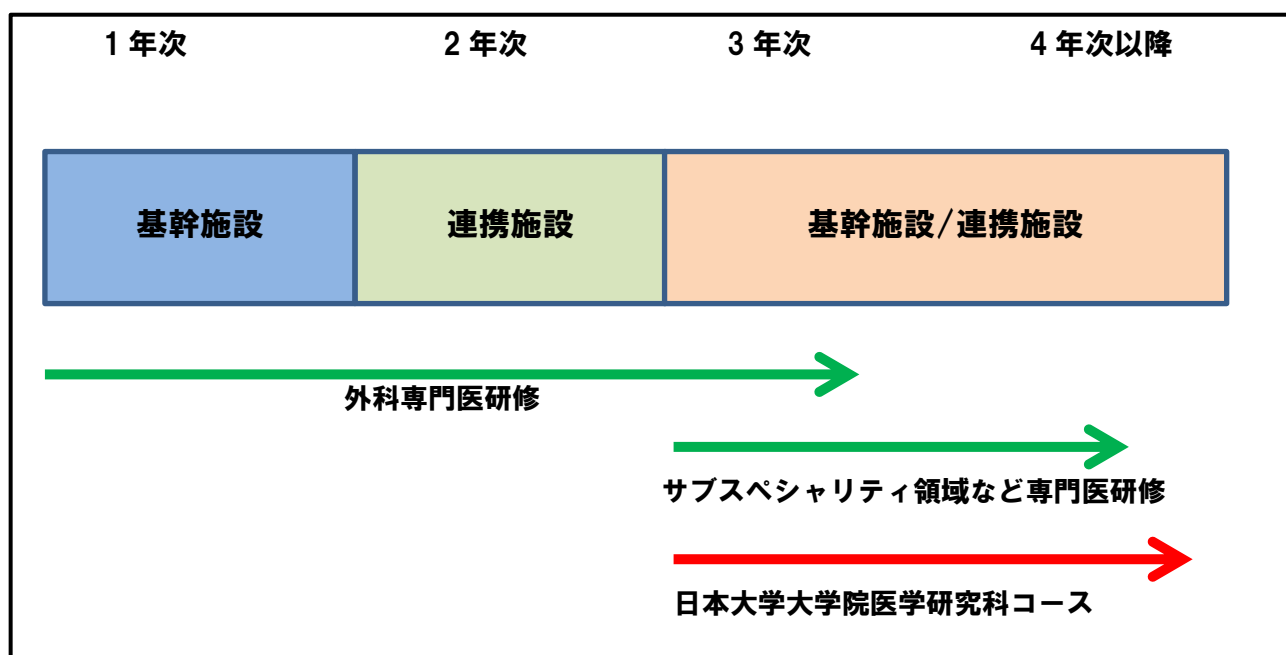 1年次 2年次 3年次 4年次以降
基幹施設 連携施設 基幹施設/連携施設
外科専門医研修
サブスペシャリティ領域など専門医研修
日本大学大学院医学研究科コース